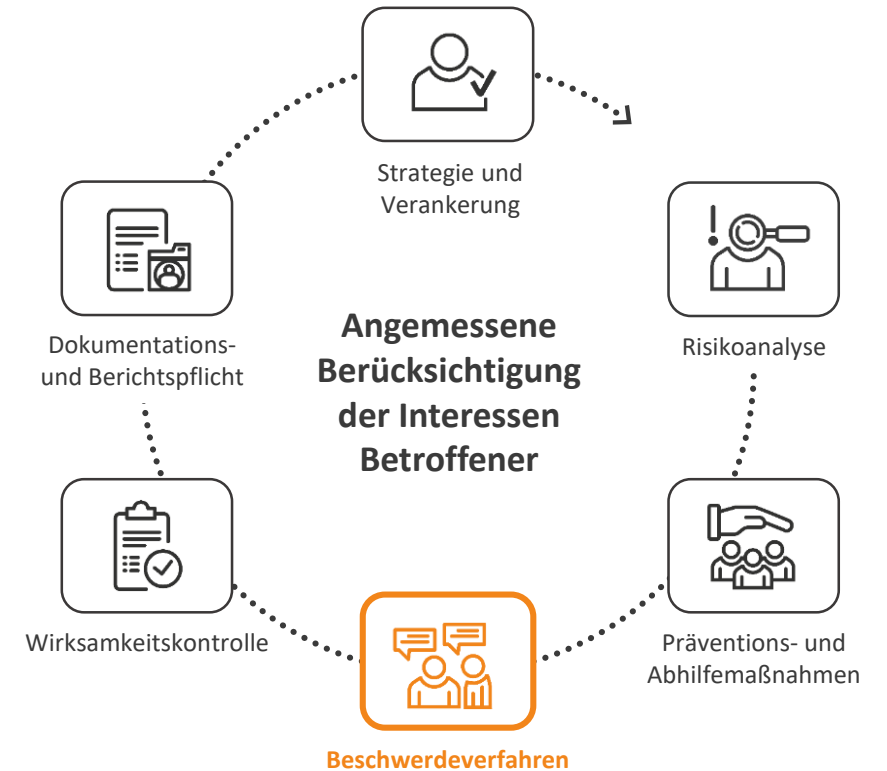 Strategie und
Verankerung
Risikoanalyse
Präventions- und
Abhilfemaßnahmen
Beschwerdeverfahren
Wirksamkeitskontrolle
Dokumentations-
und Berichtspflicht
Angemessene
Berücksichtigung
der Interessen
Betroffener